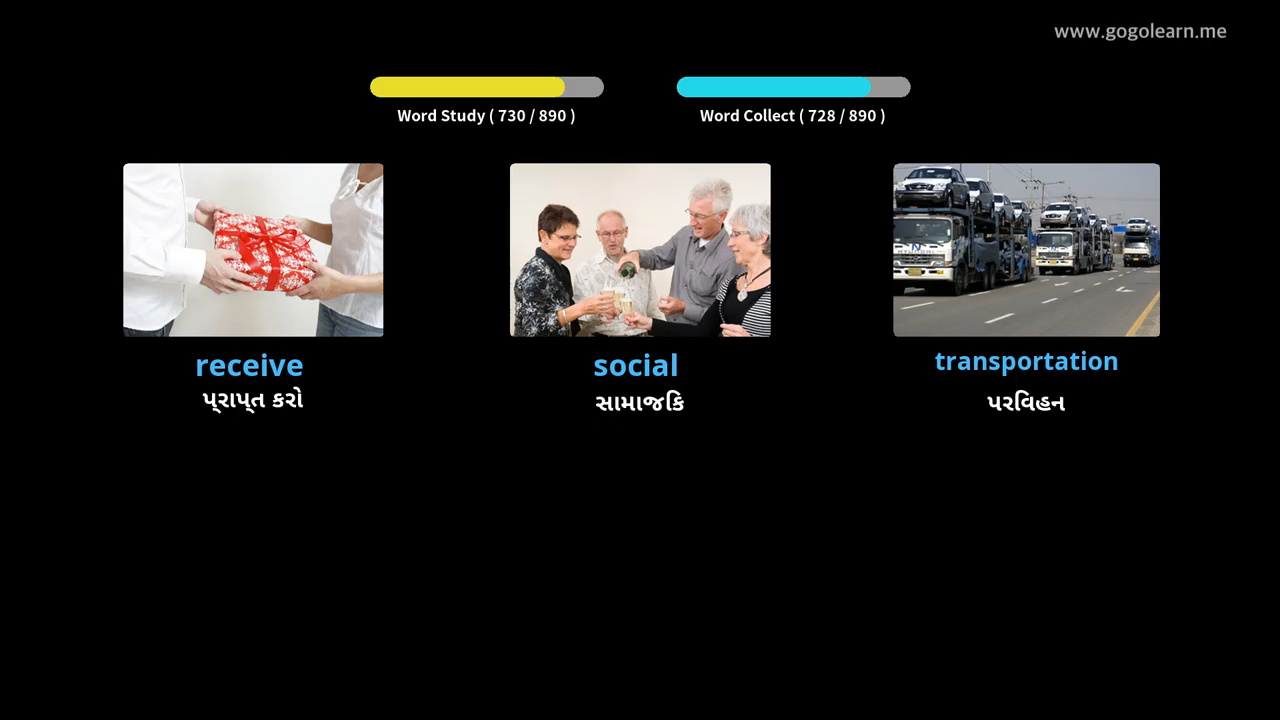 www.gogolearn.me
Word Study ( 730 / 890 )
Word Collect ( 728 / 890 )
receive
social
transportation
પ્રાપ્ત કરો
સામાજિક
પરિવહન